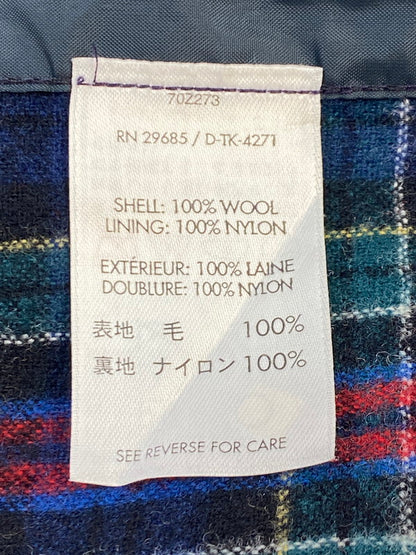 70Z273
RN 29685 / D-TK-4271
SHELL: 100% WOOL
LINING: 100% NYLON
EXTÉRIEUR: 100% LAINE
DOUBLURE: 100% NYLON
表地 毛 100%
裏地 ナイロン 100%
SEE REVERSE FOR CARE